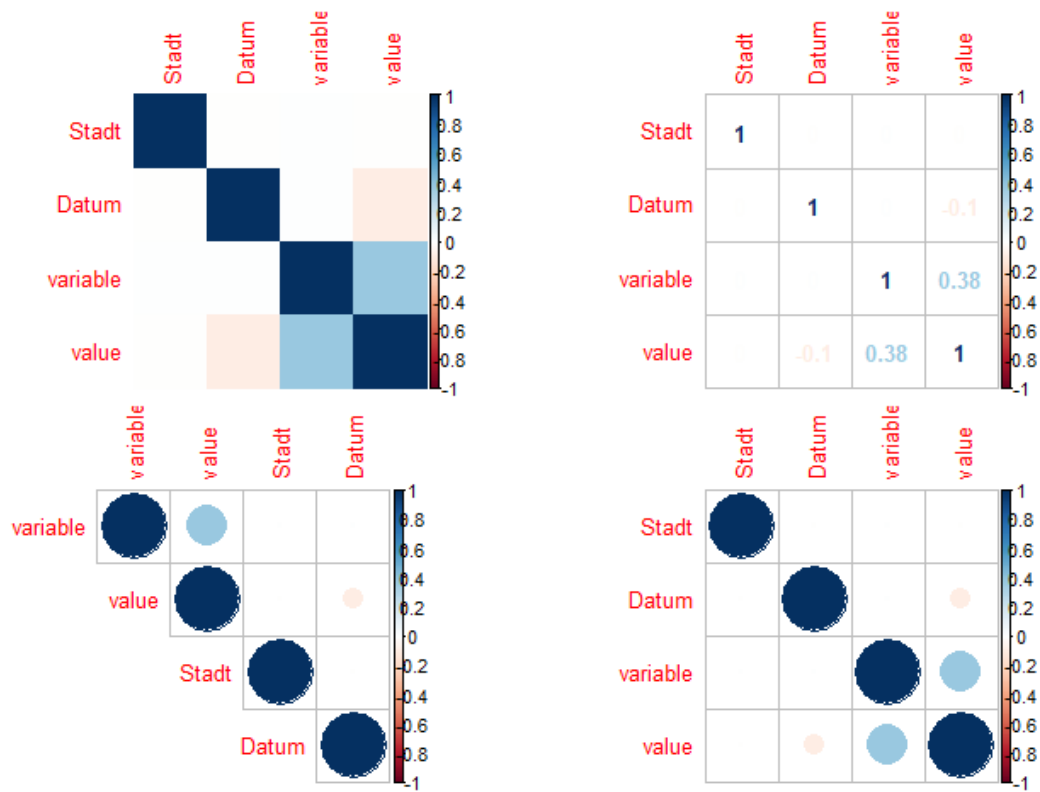 Stadt Datum variable value
Stadt
Datum
variable
value
1
0.8
0.6
0.4
0.2
0
-0.2
-0.4
-0.6
-0.8
-1
Stadt Datum variable value
Stadt 1
Datum 1 -0.1
variable 1 0.38
value -0.1 0.38 1
1
0.8
0.6
0.4
0.2
0
-0.2
-0.4
-0.6
-0.8
-1
variable value Stadt Datum
variable
value
Stadt
Datum
1
0.8
0.6
0.4
0.2
0
-0.2
-0.4
-0.6
-0.8
-1
Stadt Datum variable value
Stadt
Datum
variable
value
1
0.8
0.6
0.4
0.2
0
-0.2
-0.4
-0.6
-0.8
-1